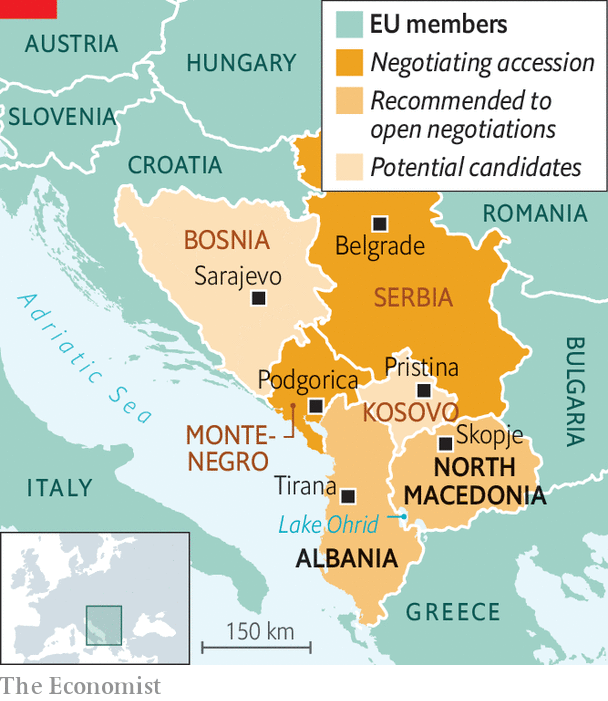 EU members
Negotiating accession
Recommended to
open negotiations
Potential candidates
AUSTRIA
HUNGARY
SLOVENIA
CROATIA
ROMANIA
BOSNIA
Belgrade
Sarajevo
SERBIA
Adriatic Sea
BULGARIA
Pristina
Podgorica
KOSOVO
MONTE-
NEGRO
Skopje
NORTH
MACEDONIA
ITALY
Tirana
Lake Ohrid
ALBANIA
GREECE
150 km
The Economist